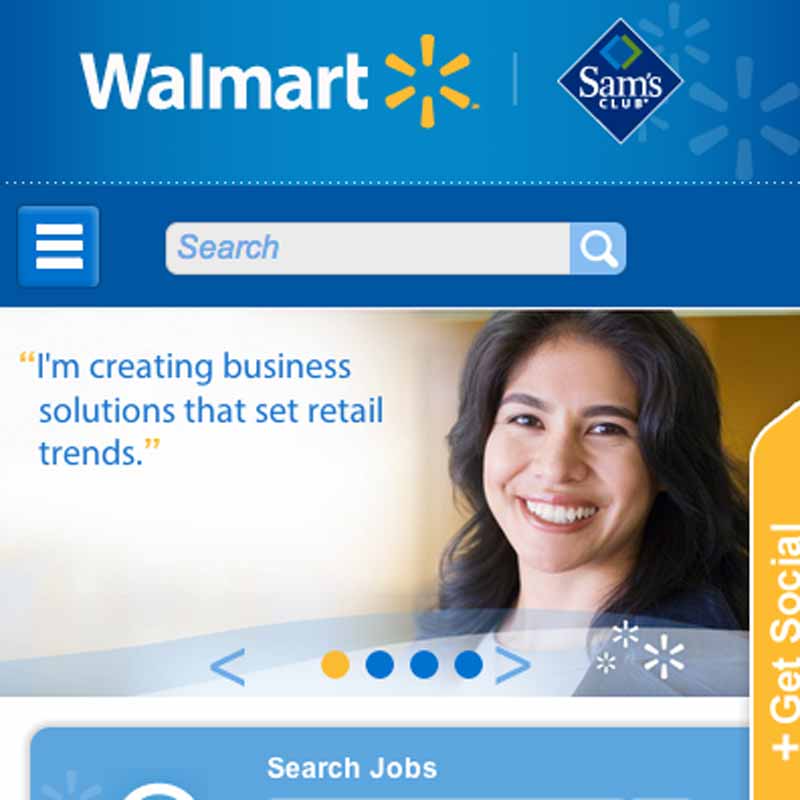 Walmart
Sam's
CLUB
Search
“I'm creating business
solutions that set retail
trends.”
< >
+ Get Social
Search Jobs